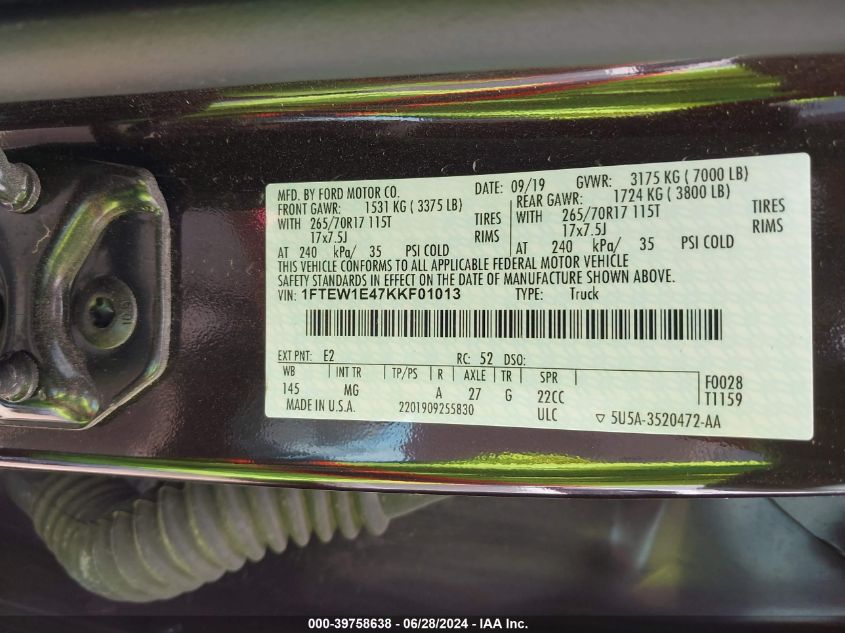 MFD. BY FORD MOTOR CO. DATE: 09/19 GVWR: 3175 KG ( 7000 LB)
FRONT GAWR: 1531 KG ( 3375 LB) REAR GAWR: 1724 KG ( 3800 LB)
WITH 265/70R17 115T TIRES WITH 265/70R17 115T TIRES
17x7.5J RIMS 17x7.5J RIMS
AT 240 kPa/ 35 PSI COLD AT 240 kPa/ 35 PSI COLD
THIS VEHICLE CONFORMS TO ALL APPLICABLE FEDERAL MOTOR VEHICLE
SAFETY STANDARDS IN EFFECT ON THE DATE OF MANUFACTURE SHOWN ABOVE.
VIN: 1FTEW1E47KKF01013 TYPE: Truck
EXT PNT: E2 RC: 52 DSO:
WB INT TR TP/PS R AXLE TR SPR F0028
145 MG A 27 G 22CC T1159
MADE IN U.S.A. 2201909255830 ULC ▽ 5U5A-3520472-AA
000-39758638 - 06/28/2024 - IAA Inc.